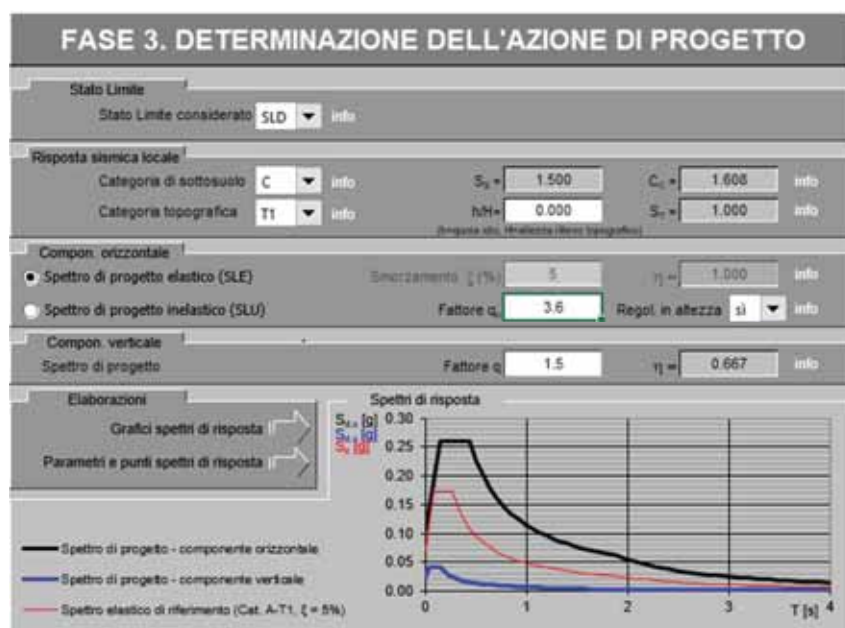 FASE 3. DETERMINAZIONE DELL'AZIONE DI PROGETTO
Stato Limite
Stato Limite considerato SLD info
Risposta sismica locale
Categoria di sottosuolo C info S_S = 1.500 C_C = 1.608 info
Categoria topografica T1 info h/H= 0.000 S_T = 1.000 info
Compon. orizzontale
Spettro di progetto elastico (SLE) Smorzamento ξ (%) 5 η = 1.000 info
Spettro di progetto inelastico (SLU) Fattore q₀ 3.6 Regol. in altezza sì info
Compon. verticale
Spettro di progetto Fattore q 1.5 η = 0.667 info
Elaborazioni
Grafici spettri di risposta
Parametri e punti spettri di risposta
Spettri di risposta
0.30
0.25
0.20
0.15
0.10
0.05
0.00
0 1 2 3 T [s] 4
Spettro di progetto - componente orizzontale
Spettro di progetto - componente verticale
Spettro elastico di riferimento (Cat. A-T1, ξ = 5%)